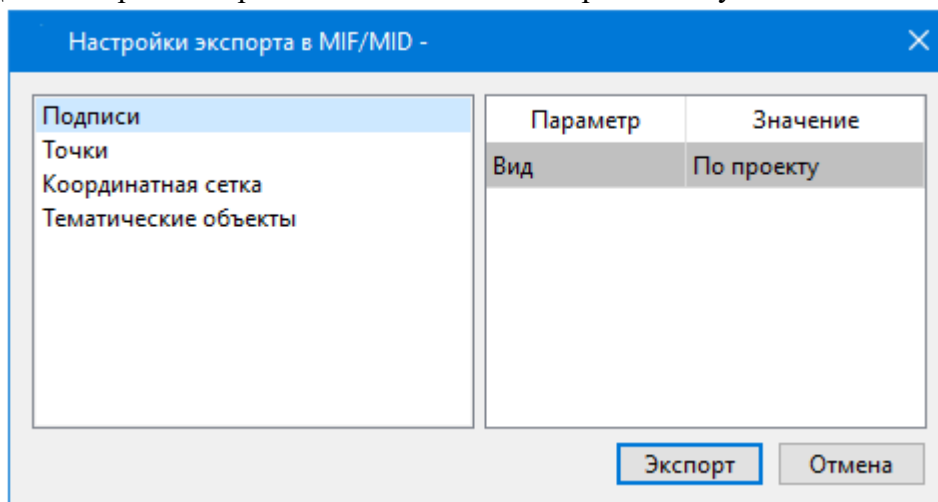 Настройки экспорта в MIF/MID -
Подписи
Точки
Координатная сетка
Тематические объекты
Параметр Значение
Вид По проекту
Экспорт Отмена